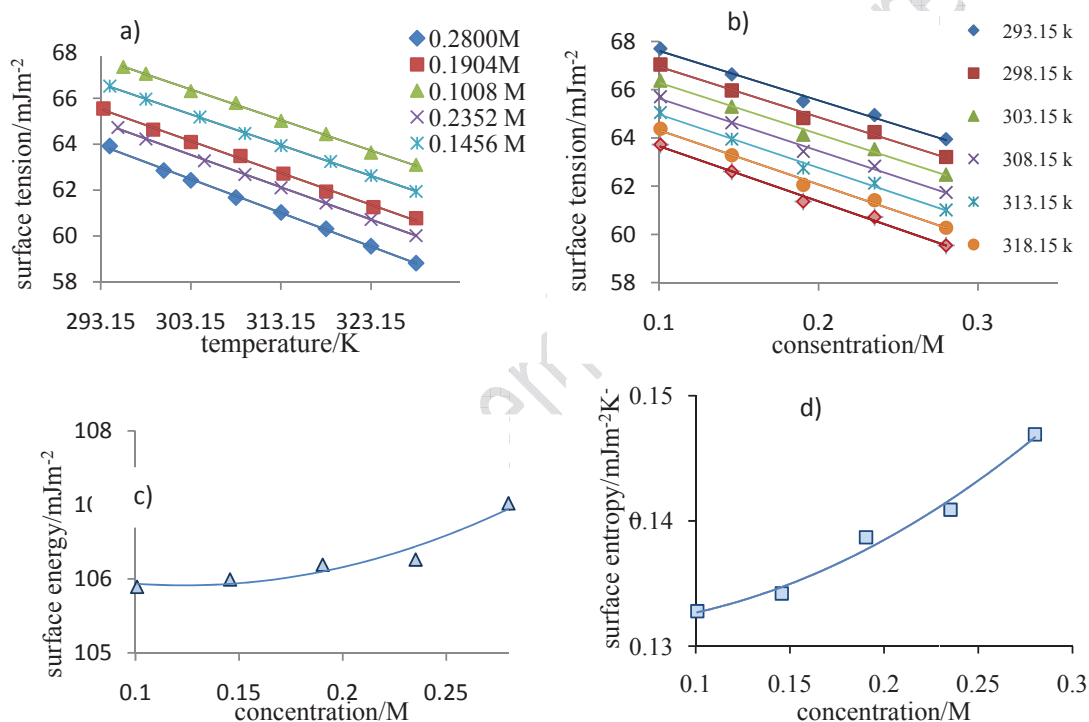 a)
68
66
64
62
60
58
surface tension/mJm-2
293.15 303.15 313.15 323.15
temperature/K
0.2800M
0.1904M
0.1008 M
0.2352 M
0.1456 M
b)
68
66
64
62
60
58
surface tension/mJm-2
0.1 0.2 0.3
consentration/M
293.15 k
298.15 k
303.15 k
308.15 k
313.15 k
318.15 k
c)
108
10
106
105
surface energy/mJm-2
0.1 0.15 0.2 0.25
concentration/M
d)
0.15
0.14
0.13
surface entropy/mJm-2K-
0.1 0.15 0.2 0.25 0.3
concentration/M